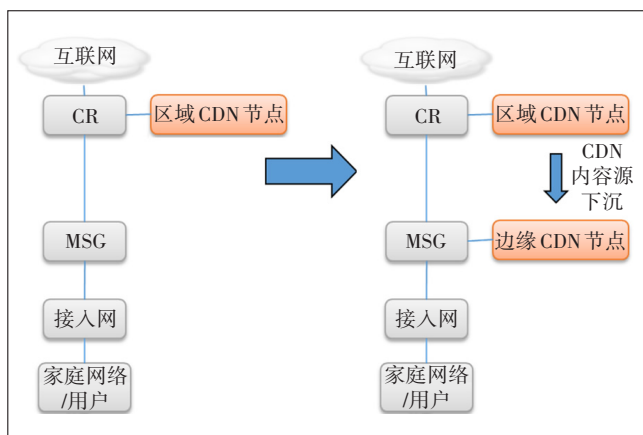 互联网
CR
区域CDN节点
MSG
接入网
家庭网络
/用户
互联网
CR
区域CDN节点
CDN
内容源
下沉
MSG
边缘CDN节点
接入网
家庭网络
/用户